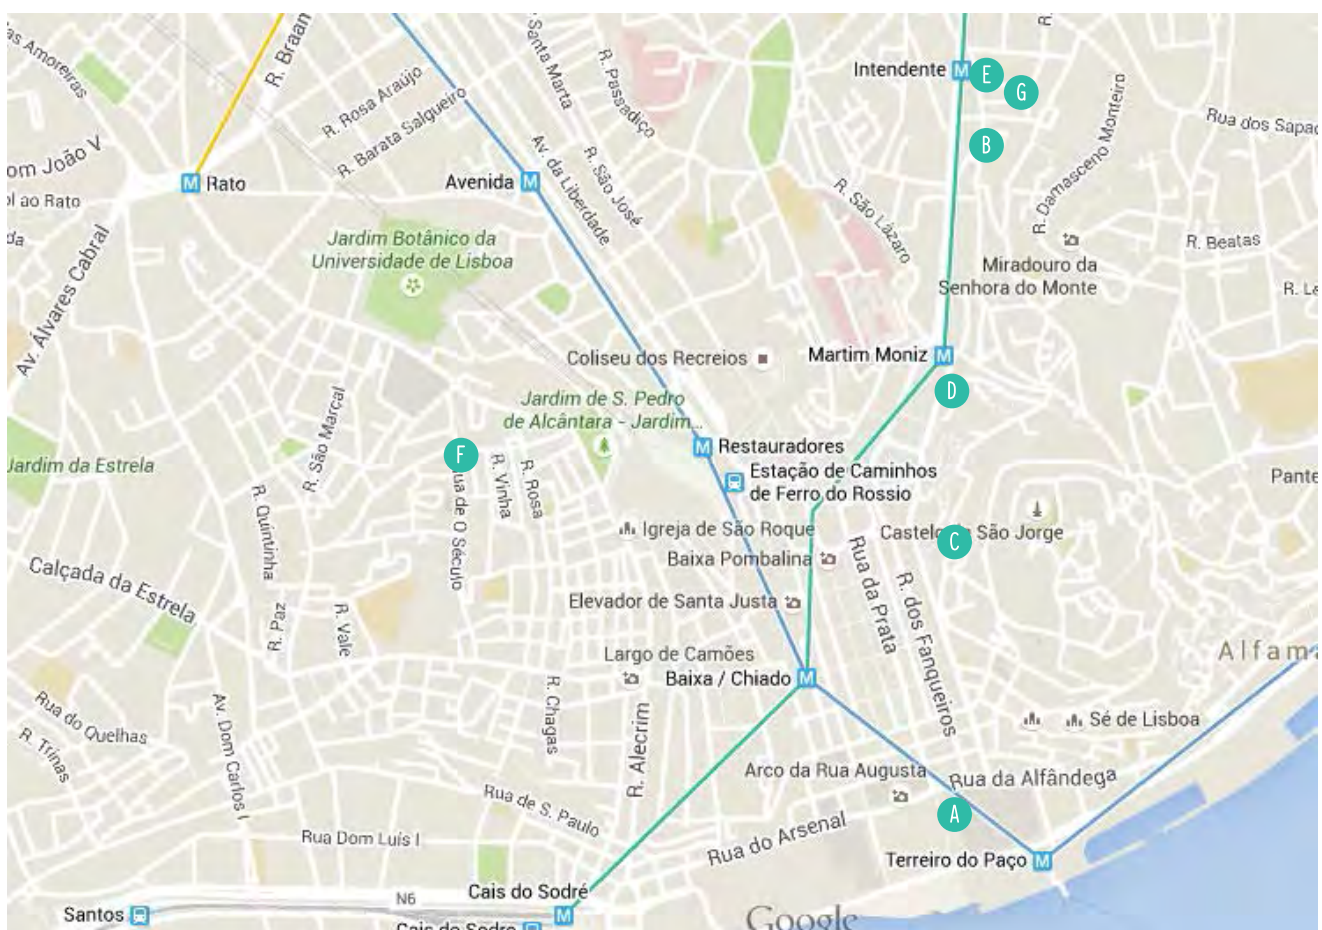 as Amoreiras
R. Braam
R. Rosa Araújo
R. Barata Salgueiro
Santa Marta
R. Passadiço
Intendente M E
G
B
R.
R. Damasceno Monteiro
Rua dos Sapad
om João V
M Rato
ol ao Rato
da
Avenida M
Av. da Liberdade
R. São José
R. São Lázaro
Av. Álvares Cabral
Jardim Botânico da
Universidade de Lisboa
Miradouro da
Senhora do Monte
R. Beatas
R. Le
Coliseu dos Recreios
Martim Moniz M
D
Jardim de S. Pedro
de Alcântara - Jardim...
M Restauradores
Estação de Caminhos
de Ferro do Rossio
Jardim da Estrela
R. São Marçal
R. Quintinha
F
Rua de O Século
R. Vinha
R. Rosa
Pante
Igreja de São Roque
Baixa Pombalina
Castelo de São Jorge
C
Rua da Prata
R. dos Fanqueiros
Calçada da Estrela
R. Paz
R. Vale
Elevador de Santa Justa
Largo de Camões
Baixa / Chiado M
Alfama
R. Chagas
R. Alecrim
Rua do Quelhas
R. Trinas
Av. Dom Carlos I
Sé de Lisboa
Arco da Rua Augusta
Rua da Alfândega
A
Rua de S. Paulo
Rua Dom Luís I
Rua do Arsenal
Terreiro do Paço M
N6
Cais do Sodré
M
Santos
Cais do Sodre
Google